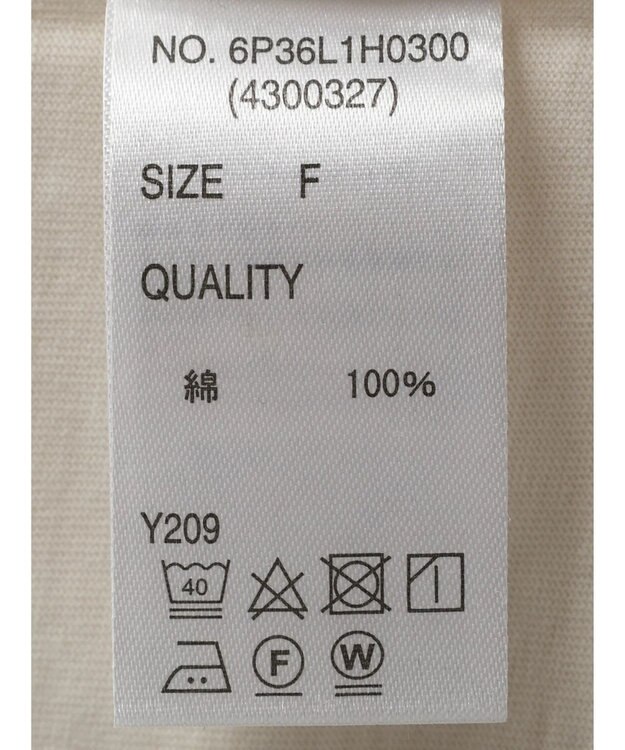 NO. 6P36L1H0300
(4300327)
SIZE F
QUALITY
綿 100%
Y209
40
F W